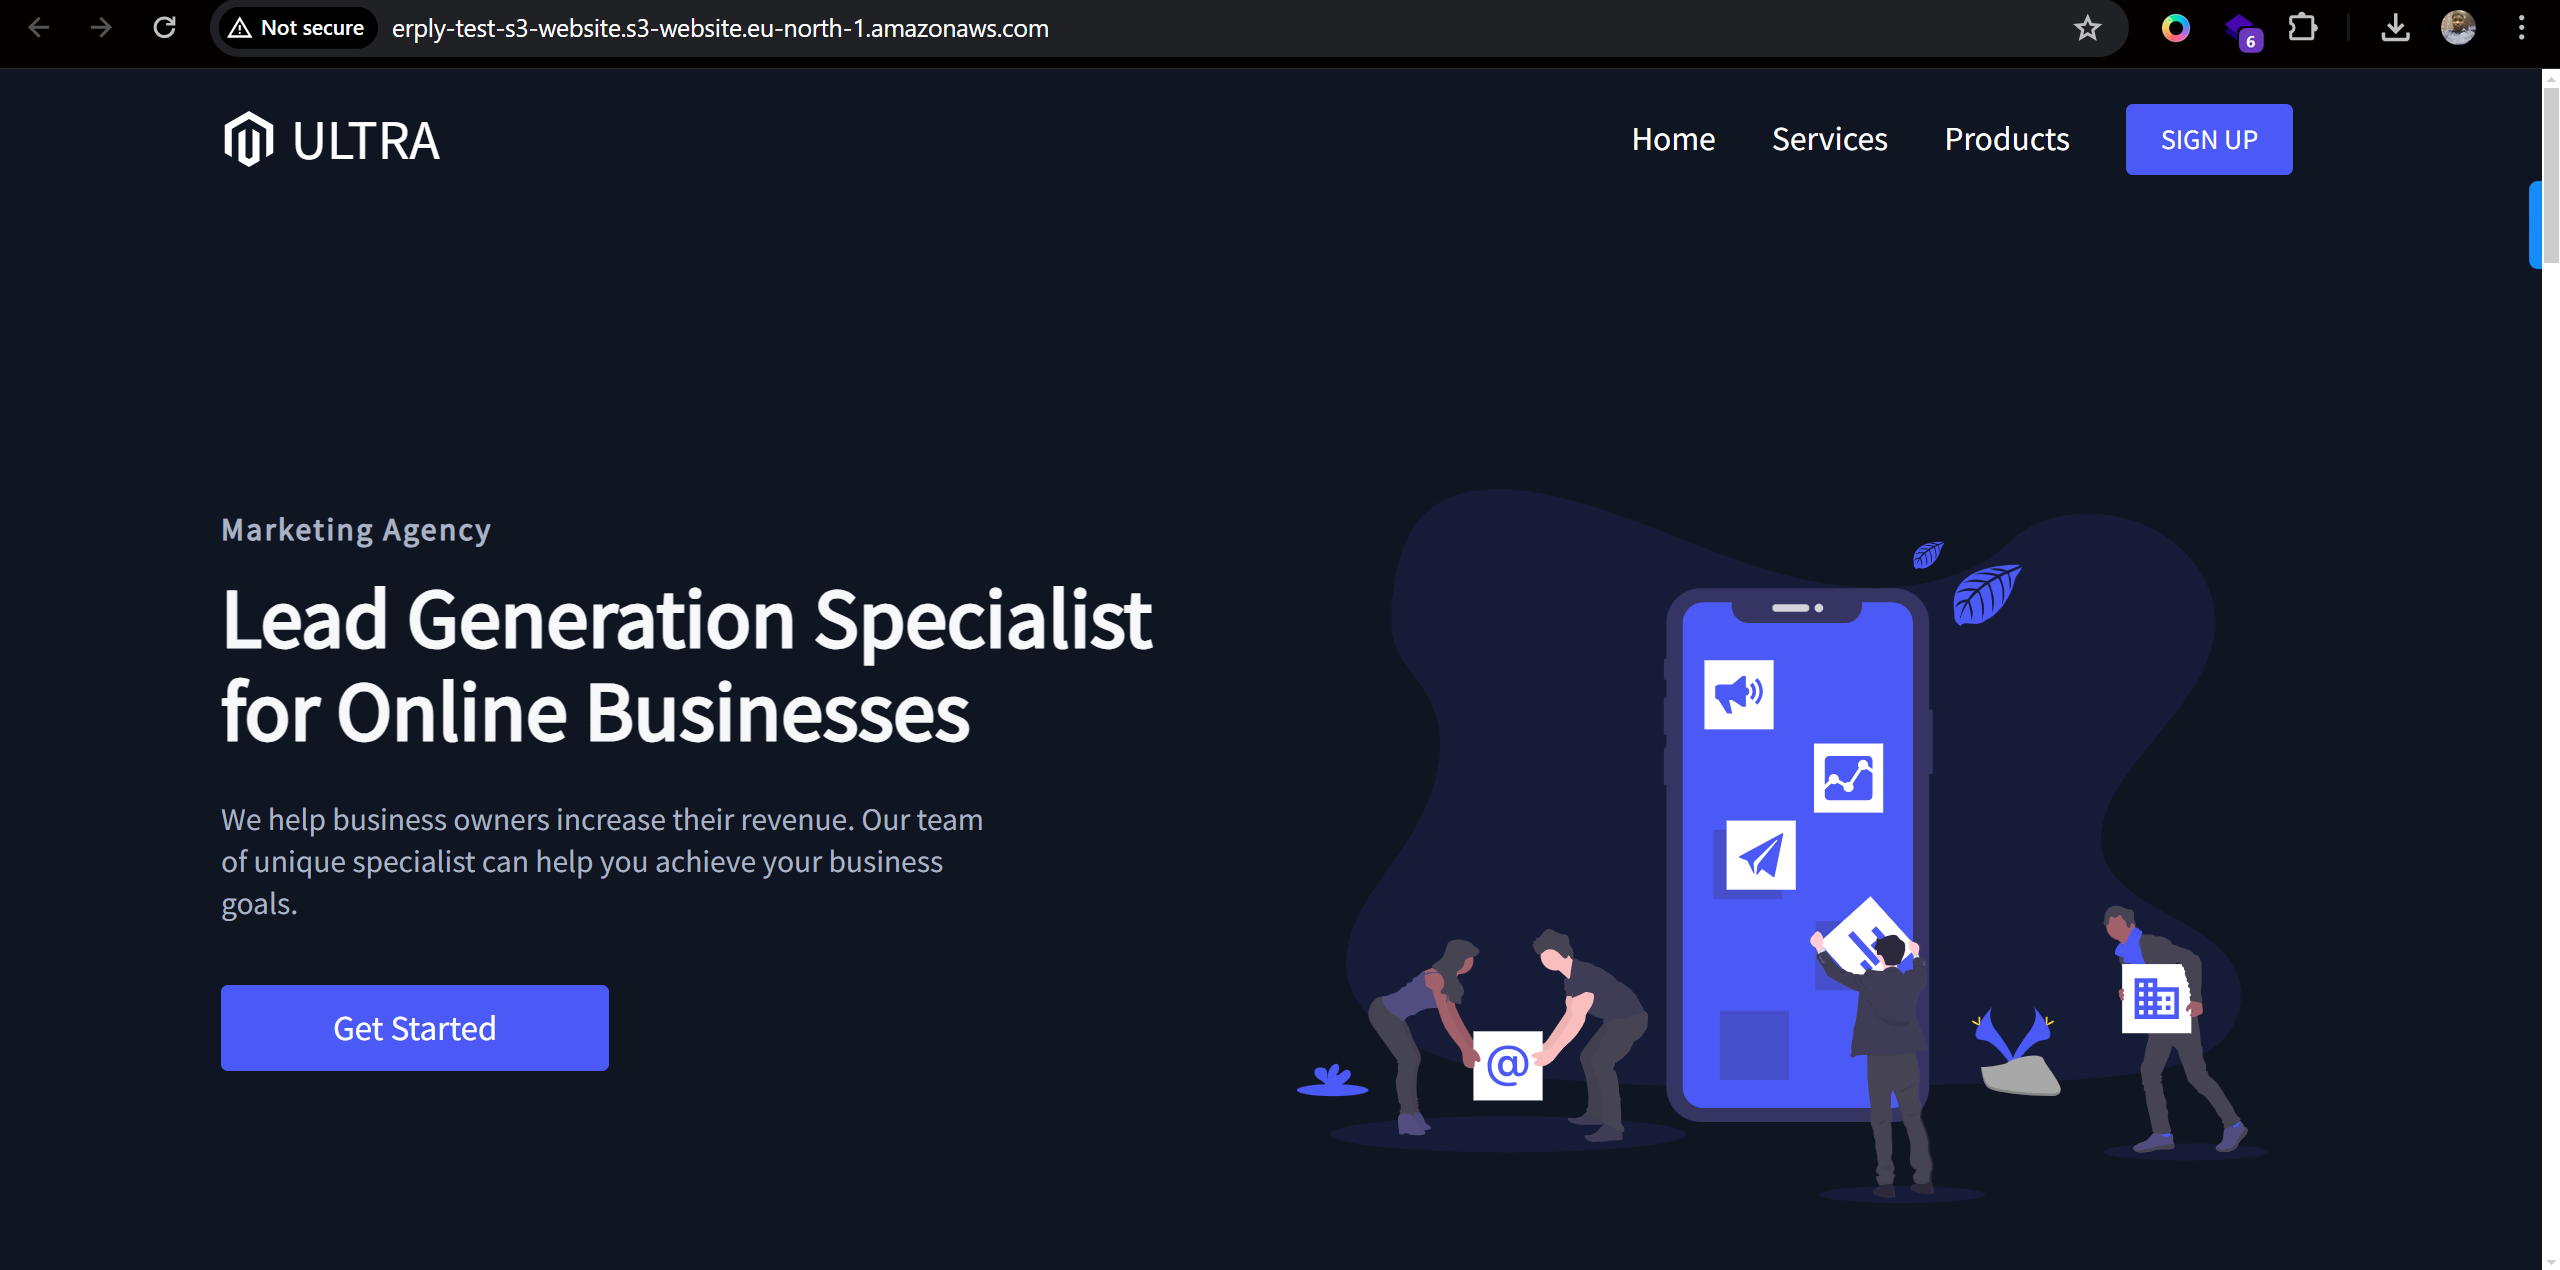 Not secure
erply-test-s3-website.s3-website.eu-north-1.amazonaws.com
6
ULTRA
Home
Services
Products
SIGN UP
Marketing Agency
Lead Generation Specialist
for Online Businesses
We help business owners increase their revenue. Our team
of unique specialist can help you achieve your business
goals.
Get Started
@